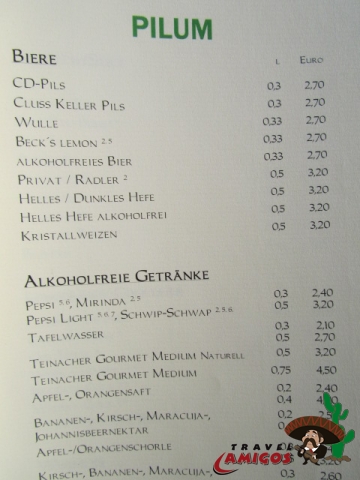 PILUM
BIERE L EURO
CD-PILS 0,3 2,70
CLUSS KELLER PILS 0,3 2,70
WULLE 0,33 2,70
BECK´S LEMON 2.5 0,33 2,70
ALKOHOLFREIES BIER 0,33 2,70
PRIVAT / RADLER 2 0,5 3,20
HELLES / DUNKLES HEFE 0,5 3,20
HELLES HEFE ALKOHOLFREI 0,5 3,20
KRISTALLWEIZEN 0,5 3,20
ALKOHOLFREIE GETRÄNKE
PEPSI 5.6, MIRINDA 2.5 0,3 2,40
PEPSI LIGHT 5.6.7, SCHWIP-SCHWAP 2.5.6. 0,5 3,20
0,3 2,10
TAFELWASSER 0,5 2,70
TEINACHER GOURMET MEDIUM NATURELL 0,5 3,20
TEINACHER GOURMET MEDIUM 0,75 4,50
APFEL-, ORANGENSAFT 0,2 2,40
0,4
BANANEN-, KIRSCH-, MARACUJA-, 0,2
JOHANNISBEERNEKTAR
APFEL-/ORANGENSCHORLE
KIRSCH-, BANANEN-, MARACUJA-, 2,60
TRAVEL
AMIGOS